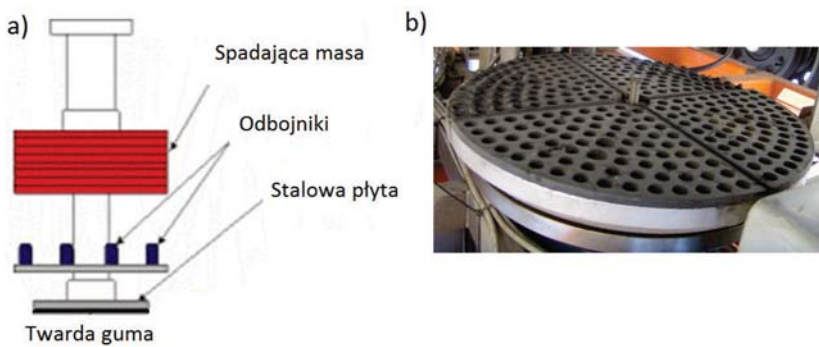 a)
Spadająca masa
Odbojniki
Stalowa płyta
Twarda guma
b)